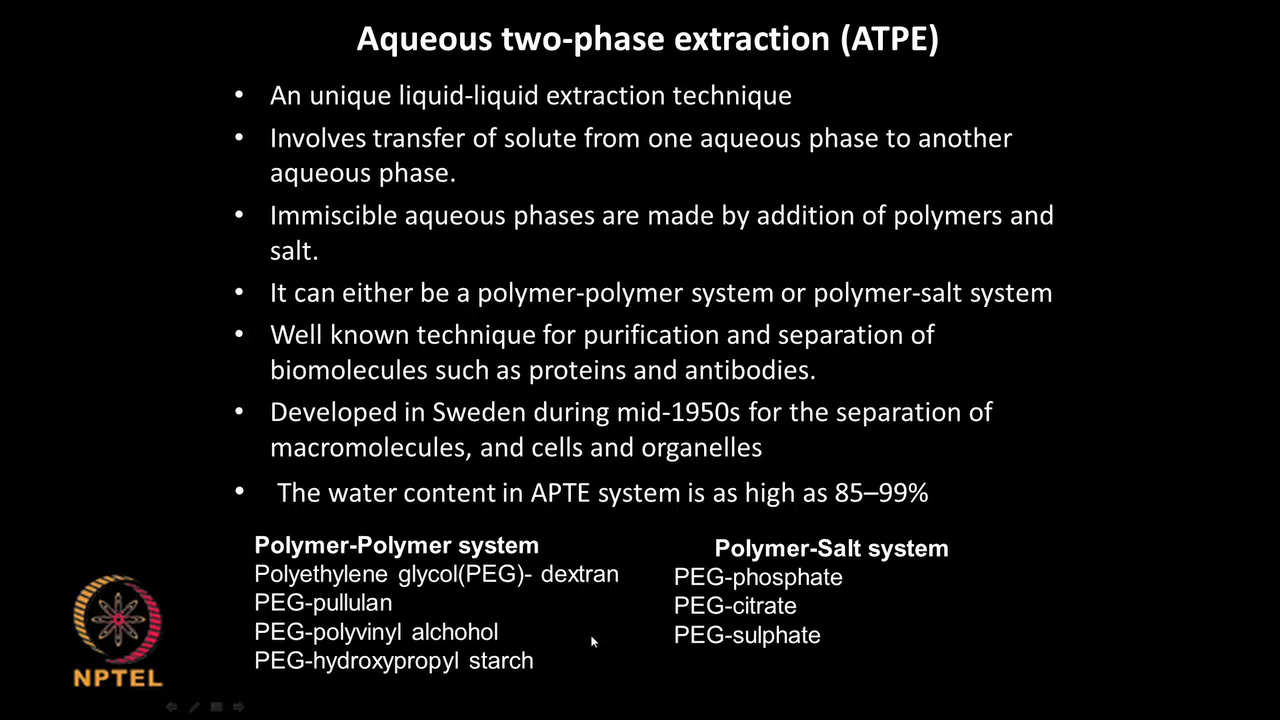 Aqueous two-phase extraction (ATPE)
• An unique liquid-liquid extraction technique
• Involves transfer of solute from one aqueous phase to another
aqueous phase.
• Immiscible aqueous phases are made by addition of polymers and
salt.
• It can either be a polymer-polymer system or polymer-salt system
• Well known technique for purification and separation of
biomolecules such as proteins and antibodies.
• Developed in Sweden during mid-1950s for the separation of
macromolecules, and cells and organelles
• The water content in APTE system is as high as 85–99%
Polymer-Polymer system
Polyethylene glycol(PEG)- dextran
PEG-pullulan
PEG-polyvinyl alchohol
PEG-hydroxypropyl starch
Polymer-Salt system
PEG-phosphate
PEG-citrate
PEG-sulphate
NPTEL